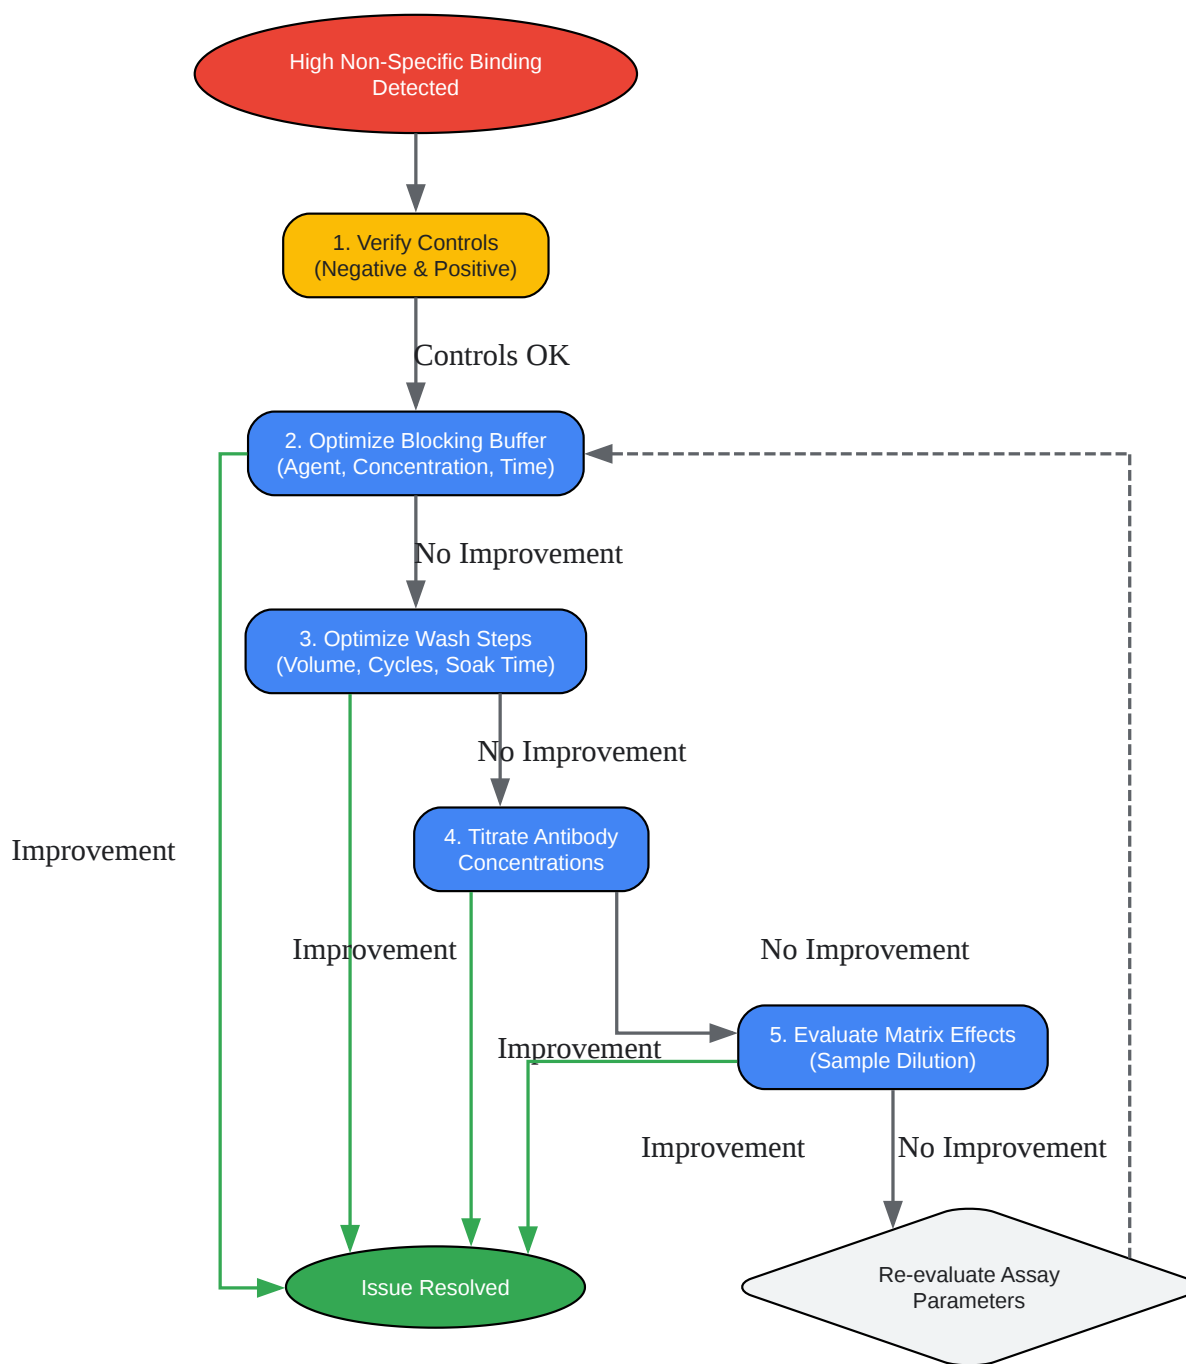 High Non-Specific Binding
Detected
1. Verify Controls
(Negative & Positive)
Controls OK
2. Optimize Blocking Buffer
(Agent, Concentration, Time)
No Improvement
3. Optimize Wash Steps
(Volume, Cycles, Soak Time)
No Improvement
4. Titrate Antibody
Concentrations
Improvement
Improvement
No Improvement
5. Evaluate Matrix Effects
(Sample Dilution)
Improvement
Improvement
No Improvement
Issue Resolved
Re-evaluate Assay
Parameters